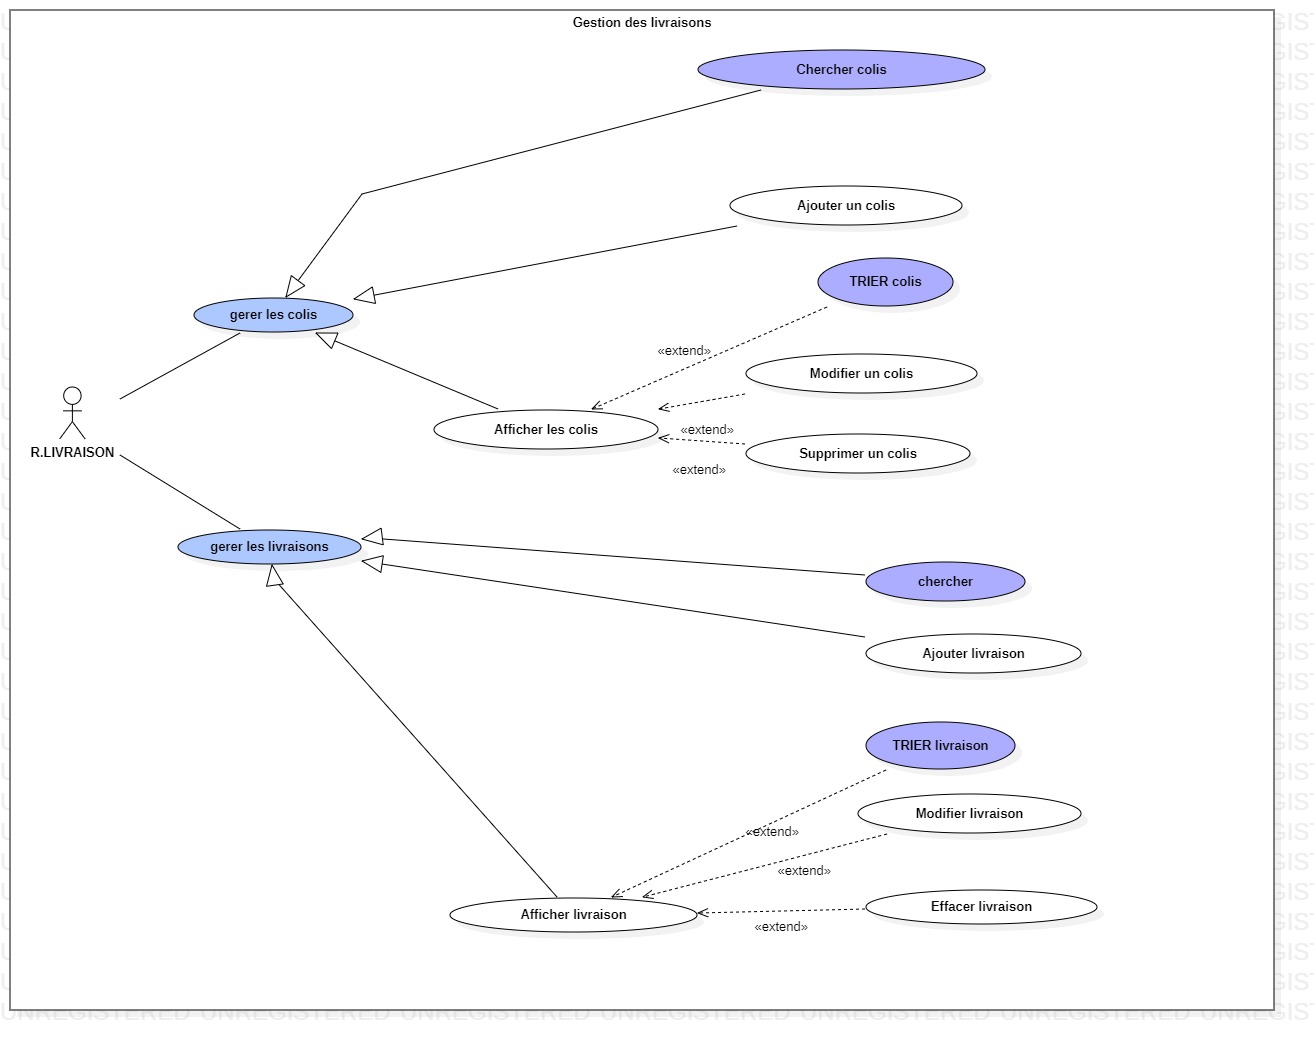 Gestion des livraisons
Chercher colis
Ajouter un colis
TRIER colis
gerer les colis
«extend»
Modifier un colis
Afficher les colis
«extend»
Supprimer un colis
R.LIVRAISON
«extend»
gerer les livraisons
chercher
Ajouter livraison
TRIER livraison
Modifier livraison
«extend»
«extend»
Effacer livraison
Afficher livraison
«extend»
UNREGISTERED UNREGISTERED UNREGISTERED UNREGISTERED UNREGISTERED UNREGISTERED